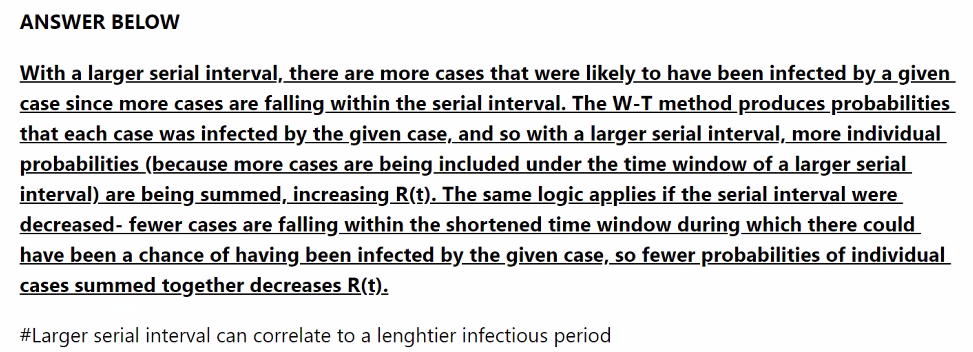 ANSWER BELOW
With a larger serial interval, there are more cases that were likely to have been infected by a given
case since more cases are falling within the serial interval. The W-T method produces probabilities
that each case was infected by the given case, and so with a larger serial interval, more individual
probabilities (because more cases are being included under the time window of a larger serial
interval) are being summed, increasing R(t). The same logic applies if the serial interval were
decreased- fewer cases are falling within the shortened time window during which there could
have been a chance of having been infected by the given case, so fewer probabilities of individual
cases summed together decreases R(t).
#Larger serial interval can correlate to a lenghtier infectious period